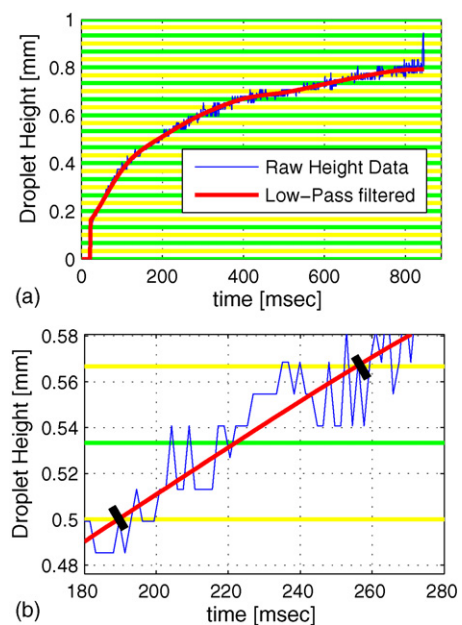 (a)
Droplet Height [mm]
1
0.8
0.6
0.4
0.2
0
Raw Height Data
Low-Pass filtered
0 200 400 600 800
time [msec]
(b)
Droplet Height [mm]
0.58
0.56
0.54
0.52
0.5
0.48
180 200 220 240 260 280
time [msec]